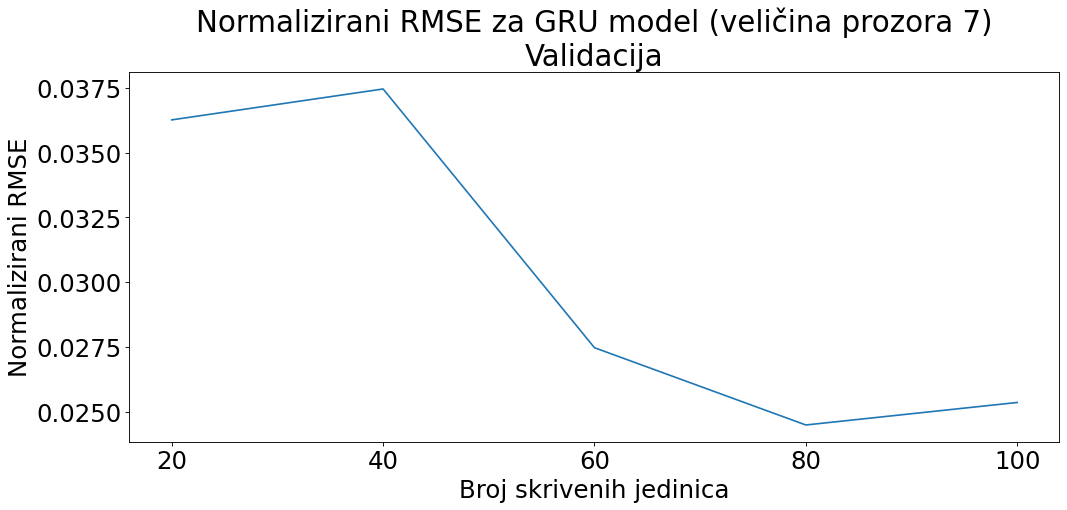 Normalizirani RMSE za GRU model (veličina prozora 7)
Validacija
Normalizirani RMSE
0.0375
0.0350
0.0325
0.0300
0.0275
0.0250
20 40 60 80 100
Broj skrivenih jedinica